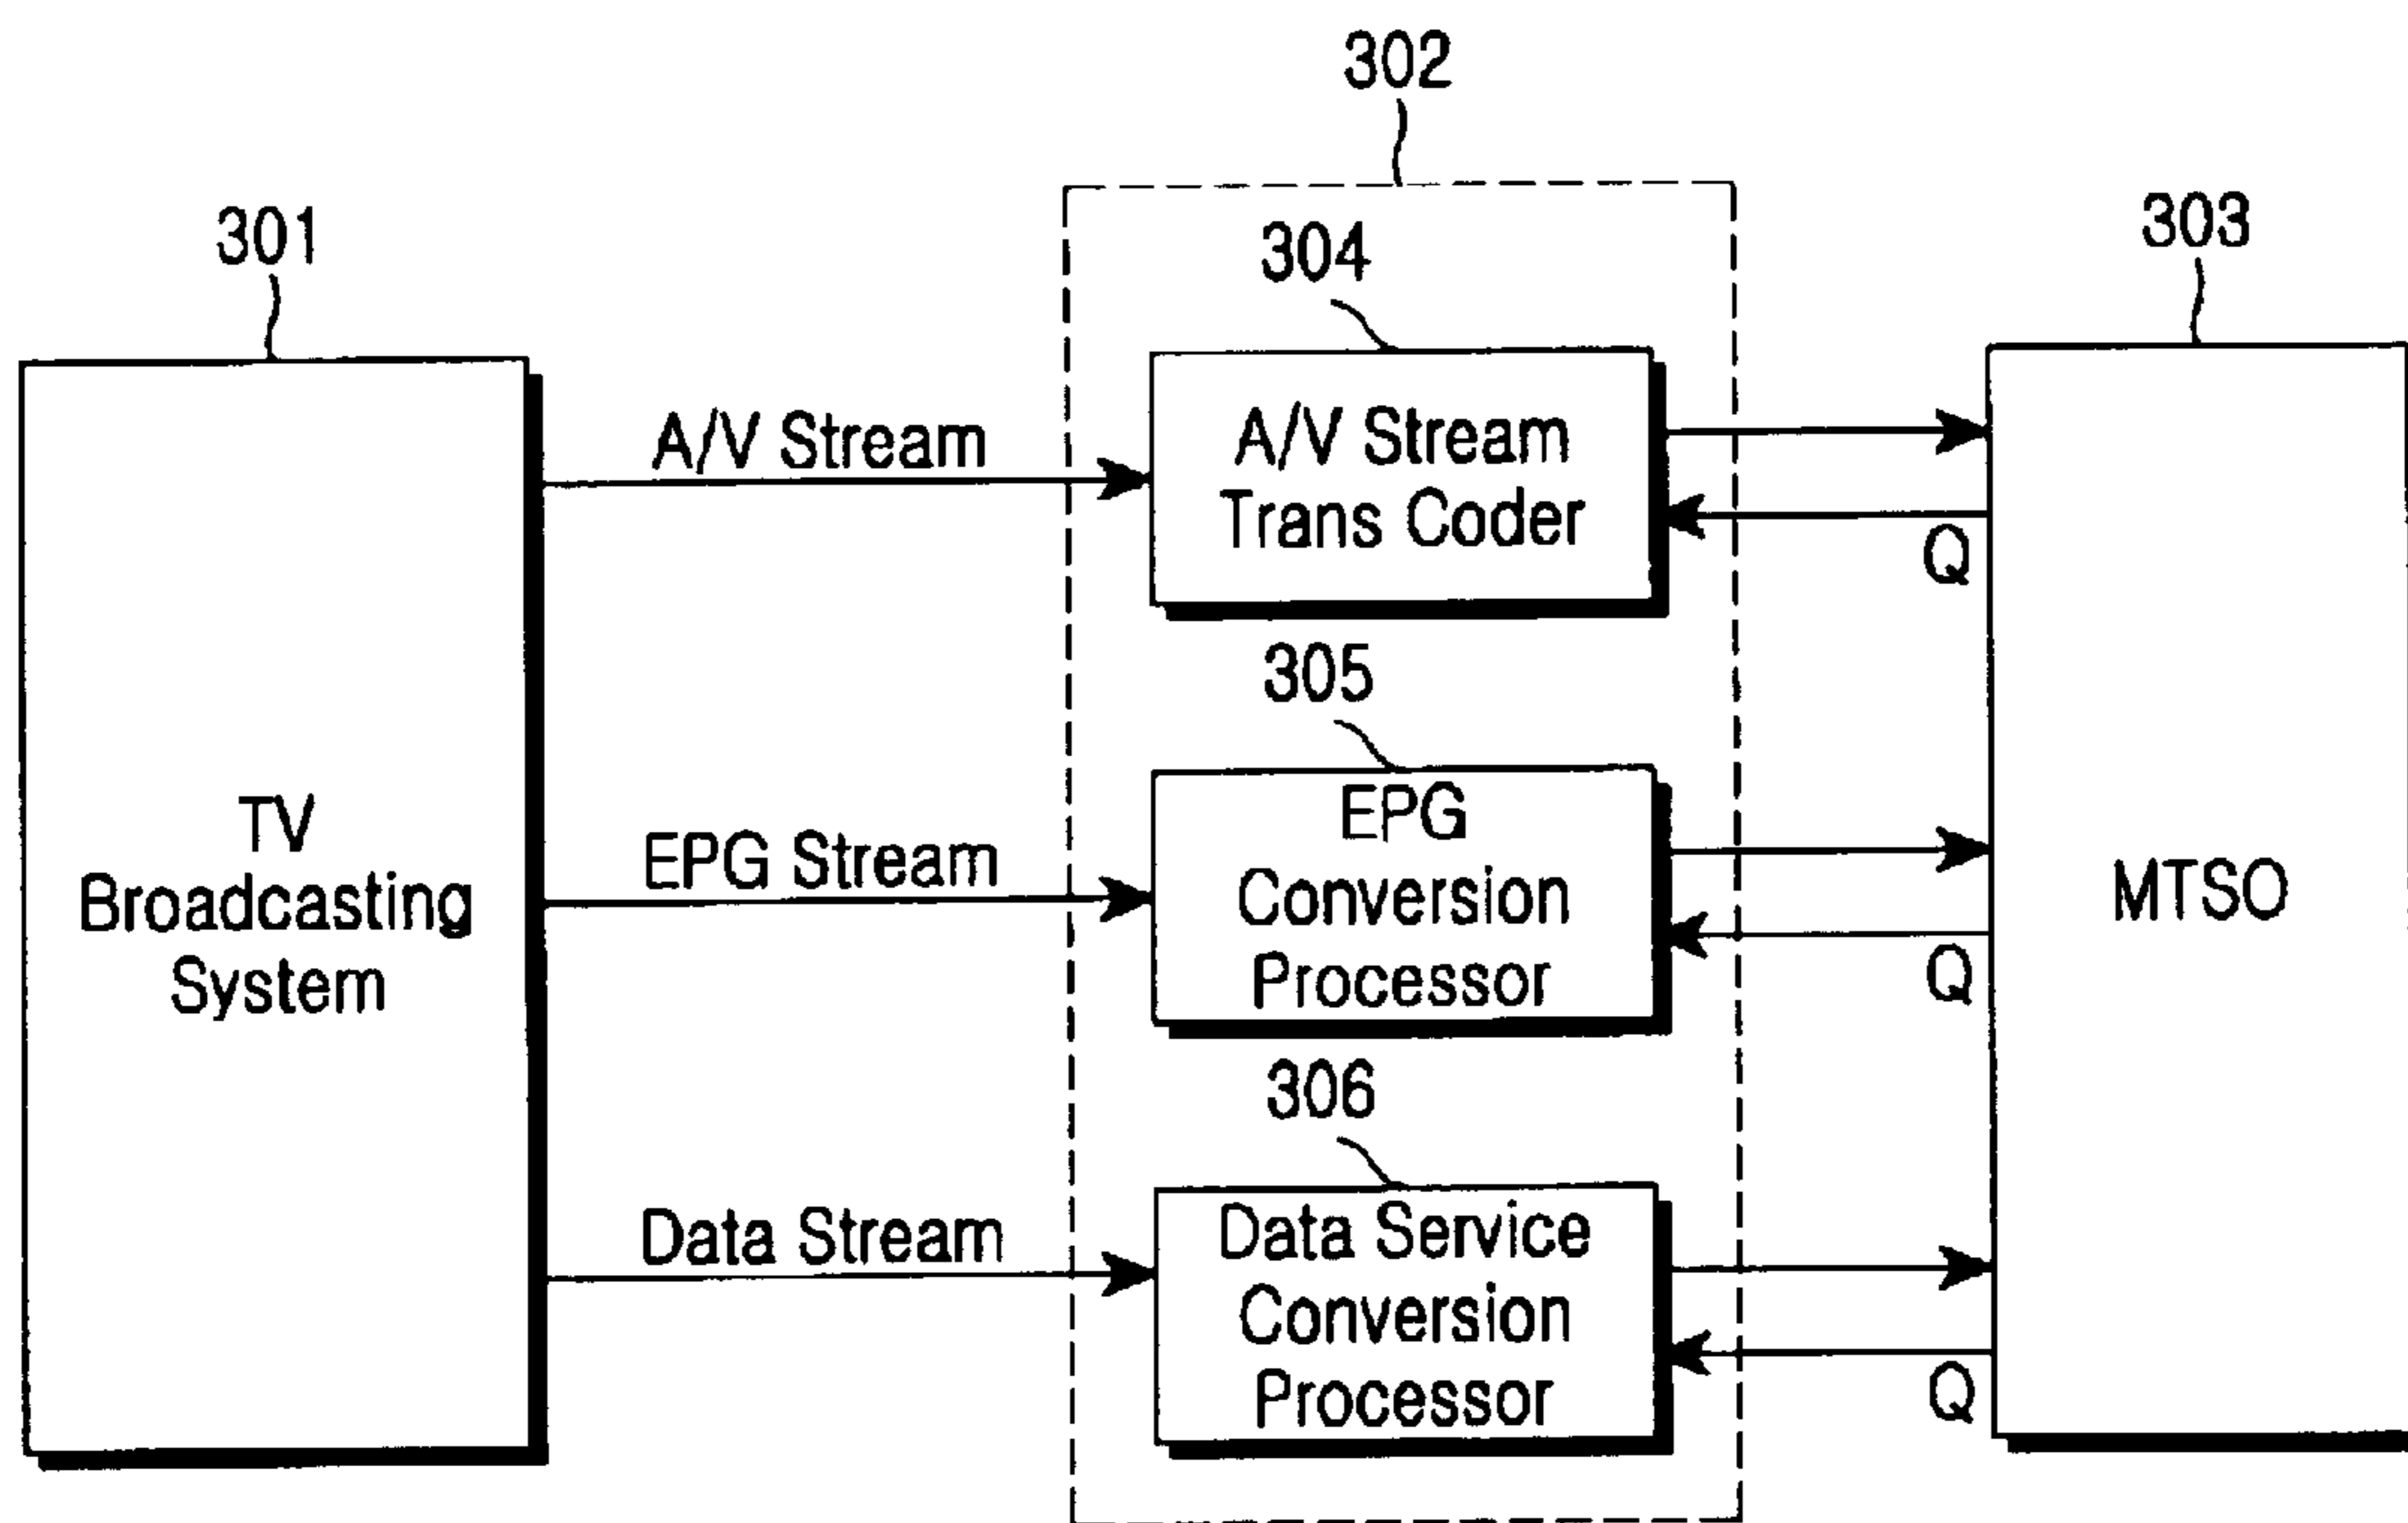 302
301
304
303
A/V Stream
A/V Stream
Trans Coder
Q
305
TV
Broadcasting
System
EPG Stream
EPG
Conversion
Processor
MTSO
Q
306
Data Stream
Data Service
Conversion
Processor
Q